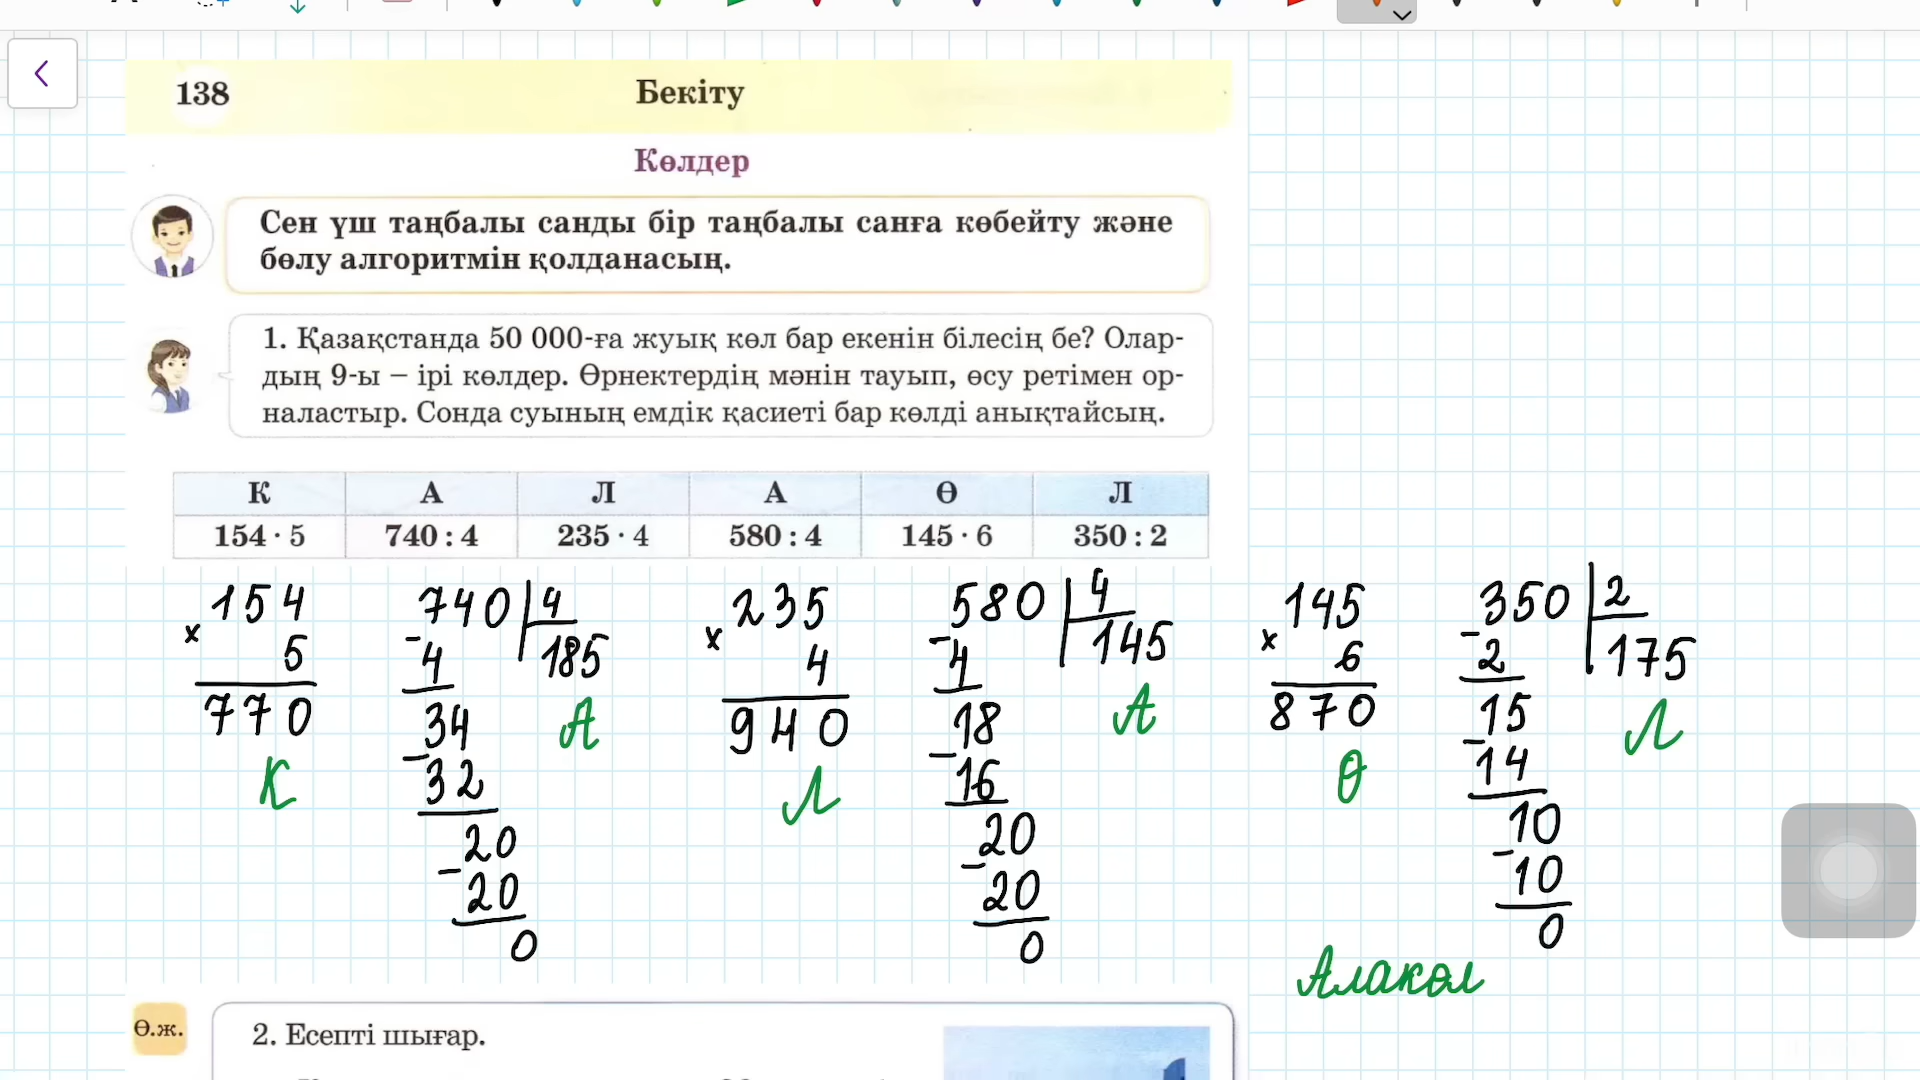 138 Бекіту
Көлдер
Сен үш таңбалы санды бір таңбалы санға көбейту және
бөлу алгоритмін қолданасың.
1. Қазақстанда 50 000-ға жуық көл бар екенін білесің бе? Олар-
дың 9-ы – ірі көлдер. Өрнектердің мәнін тауып, өсу ретімен ор-
наластыр. Сонда суының емдік қасиеті бар көлді анықтайсың.
К А Л А Ө Л
154 · 5 740 : 4 235 · 4 580 : 4 145 · 6 350 : 2
154
× 5
770
К
740 4
- 4 185
34 А
- 32
20
- 20
0
235
× 4
940
Л
580 4
- 4 145
18 А
- 16
20
- 20
0
145
× 6
870
Ө
350 2
- 2 175
15 Л
- 14
10
- 10
0
Алакөл
Ө.ж.
2. Есепті шығар.